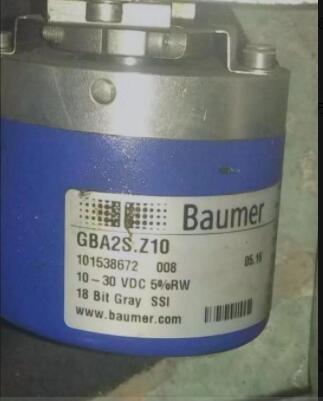 Baumer
GBA2S.Z10
101538672 008 05.16
10-30 VDC 5%RW
18 Bit Gray SSI
www.baumer.com